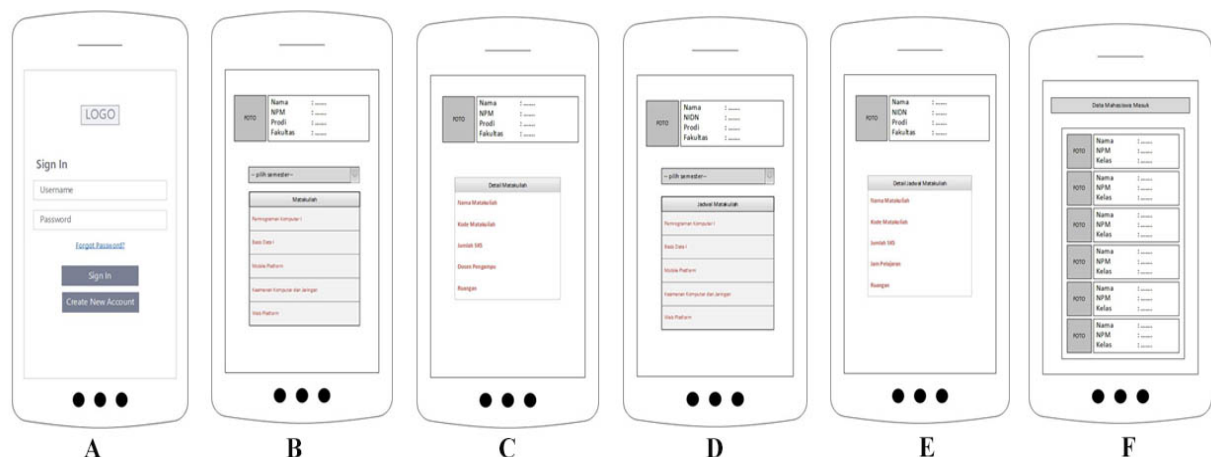 LOGO
Sign In
Username
Password
Forgot Password?
Sign In
Create New Account
A
FOTO
Nama : ......
NPM : ......
Prodi : ......
Fakultas : ......
-- pilih semester--
Matakuliah
Pemrograman Komputer I
Basis Data I
Mobile Platform
Keamanan Komputer dan Jaringan
Web Platform
B
FOTO
Nama : ......
NPM : ......
Prodi : ......
Fakultas : ......
Detail Matakuliah
Nama Matakuliah
Kode Matakuliah
Jumlah SKS
Dosen Pengampu
Ruangan
C
FOTO
Nama : ......
NIDN : ......
Prodi : ......
Fakultas : ......
-- pilih semester--
Jadwal Matakuliah
Pemrograman Komputer I
Basis Data I
Mobile Platform
Keamanan Komputer dan Jaringan
Web Platform
D
FOTO
Nama : ......
NIDN : ......
Prodi : ......
Fakultas : ......
Detail Jadwal Matakuliah
Nama Matakuliah
Kode Matakuliah
Jumlah SKS
Jam Pelajaran
Ruangan
E
Data Mahasiswa Masuk
FOTO
Nama : ......
NPM : ......
Kelas : ......
FOTO
Nama : ......
NPM : ......
Kelas : ......
FOTO
Nama : ......
NPM : ......
Kelas : ......
FOTO
Nama : ......
NPM : ......
Kelas : ......
FOTO
Nama : ......
NPM : ......
Kelas : ......
FOTO
Nama : ......
NPM : ......
Kelas : ......
F